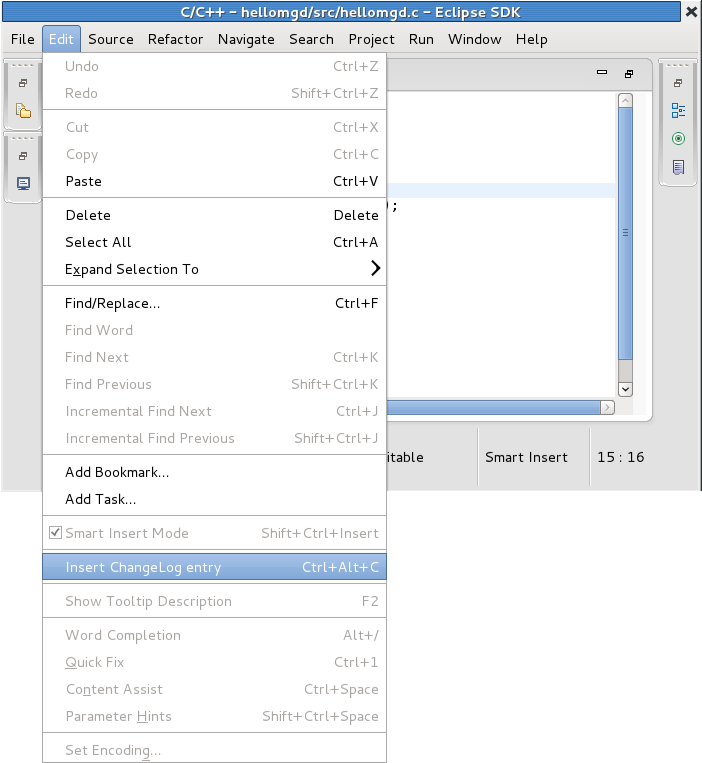 C/C++ - hellomgd/src/hellomgd.c - Eclipse SDK
File Edit Source Refactor Navigate Search Project Run Window Help
Undo Ctrl+Z
Redo Shift+Ctrl+Z
Cut Ctrl+X
Copy Ctrl+C
Paste Ctrl+V
Delete Delete
);
Select All Ctrl+A
Expand Selection To
Find/Replace... Ctrl+F
Find Word
Find Next Ctrl+K
Find Previous Shift+Ctrl+K
Incremental Find Next Ctrl+J
Incremental Find Previous Shift+Ctrl+J
itable Smart Insert 15 : 16
Add Bookmark...
Add Task...
Smart Insert Mode Shift+Ctrl+Insert
Insert ChangeLog entry Ctrl+Alt+C
Show Tooltip Description F2
Word Completion Alt+/
Quick Fix Ctrl+1
Content Assist Ctrl+Space
Parameter Hints Shift+Ctrl+Space
Set Encoding...